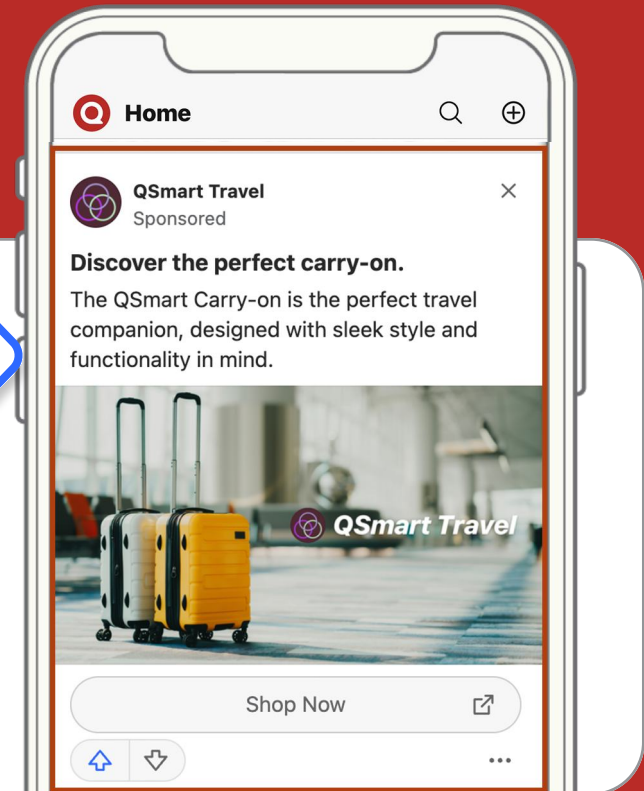 Home
QSmart Travel
Sponsored
Discover the perfect carry-on.
The QSmart Carry-on is the perfect travel
companion, designed with sleek style and
functionality in mind.
QSmart Travel
Shop Now